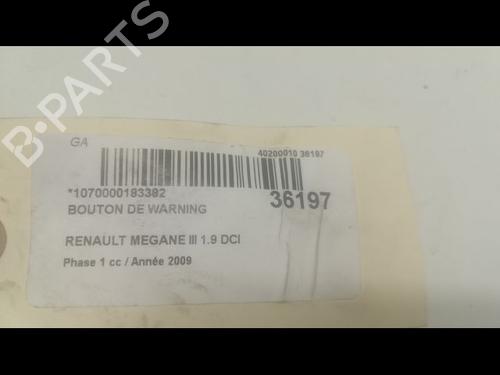 B-PARTS
GA
40200010 36197
*1070000183382
36197
BOUTON DE WARNING
RENAULT MEGANE III 1.9 DCI
Phase 1 cc / Année 2009